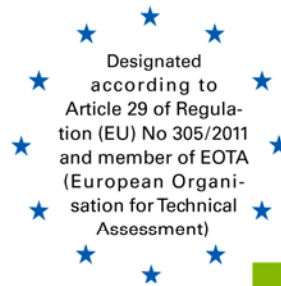 Designated
according to
Article 29 of Regula-
tion (EU) No 305/2011
and member of EOTA
(European Organi-
sation for Technical
Assessment)